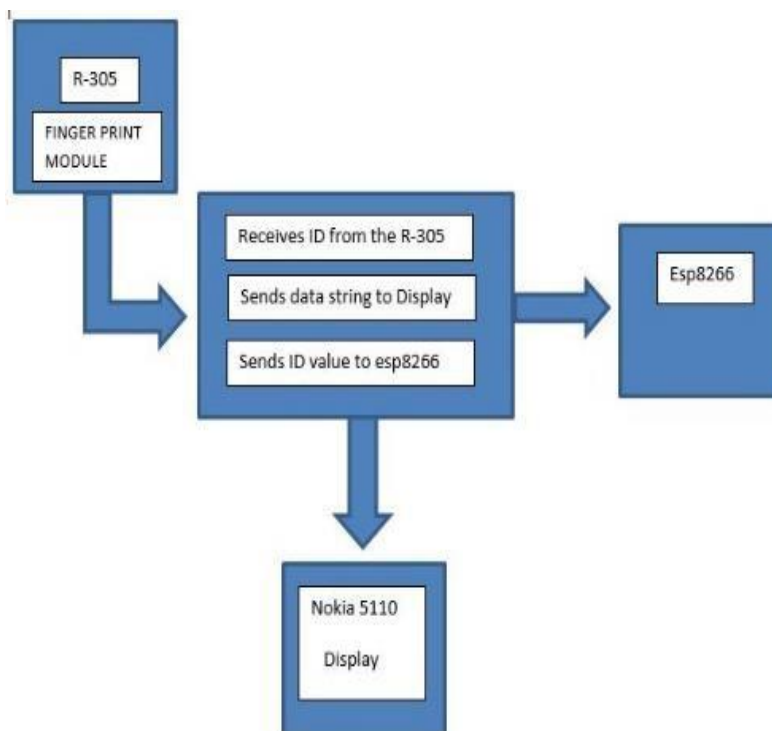 R-305
FINGER PRINT
MODULE
Receives ID from the R-305
Sends data string to Display
Sends ID value to esp8266
Esp8266
Nokia 5110
Display